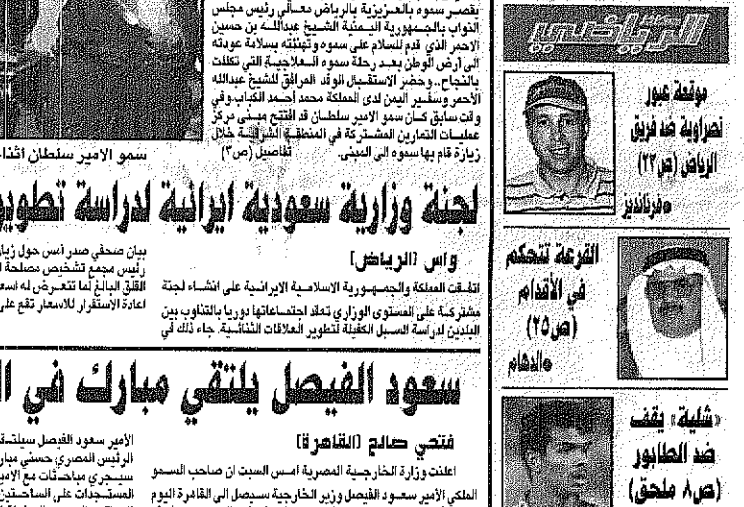 بقصر سموه بالعزيزية بالرياض معالي رئيس مجلس
النواب بالجمهورية اليمنية الشيخ عبدالله بن حسين
الاحمر الذي قدم للسلام على سموه وتهنئته بسلامة عودته
الى أرض الوطن بعد رحلة سموه العلاجية التي تكللت
بالنجاح.. وحضر الاستقبال الوفد المرافق للشيخ عبدالله
الأحمر وسفير اليمن لدى المملكة محمد أحمد الكباب. وفي
وقت سابق كان سمو الامير سلطان قد افتتح مبنى مركز
عمليات التمارين المشتركة في المنطقة الشرقية خلال
زيارة قام بها سموه الى المبنى. تفاصيل (ص٣)
سمو الامير سلطان أثناء
لجنة وزارية سعودية ايرانية لدراسة
واس (الرياض)
اتفقت المملكة والجمهورية الاسلامية الايرانية على انشاء لجنة
مشتركة على المستوى الوزاري تعقد اجتماعاتها دوريا بالتناوب بين
البلدين لدراسة السبل الكفيلة لتطوير العلاقات الثنائية. جاء ذلك في
بيان صحفي صدر أمس حول
رئيس مجمع تشخيص مصلحة
القلق البالغ لما تتعرض له
اعادة الاستقرار للاسعار تقع على
سعود الفيصل يلتقي مبارك في
فتحي صالح (القاهرة)
اعلنت وزارة الخارجية المصرية امس السبت ان صاحب السمو
الملكي الأمير سعود الفيصل وزير الخارجية سيصل الى القاهرة اليوم
الأمير سعود الفيصل
الرئيس المصري حسني
سيجري مباحثات مع
المستجدات على
الرياضي
موقعة عبور
نصراوية ضد فريق
الرياض (ص٢٢)
فرنانديز
القرعة تتحكم
في الأقدام
(ص٢٥)
الدهام
«شلية» يقف
ضد الطابور
(ص٨ ملحق)